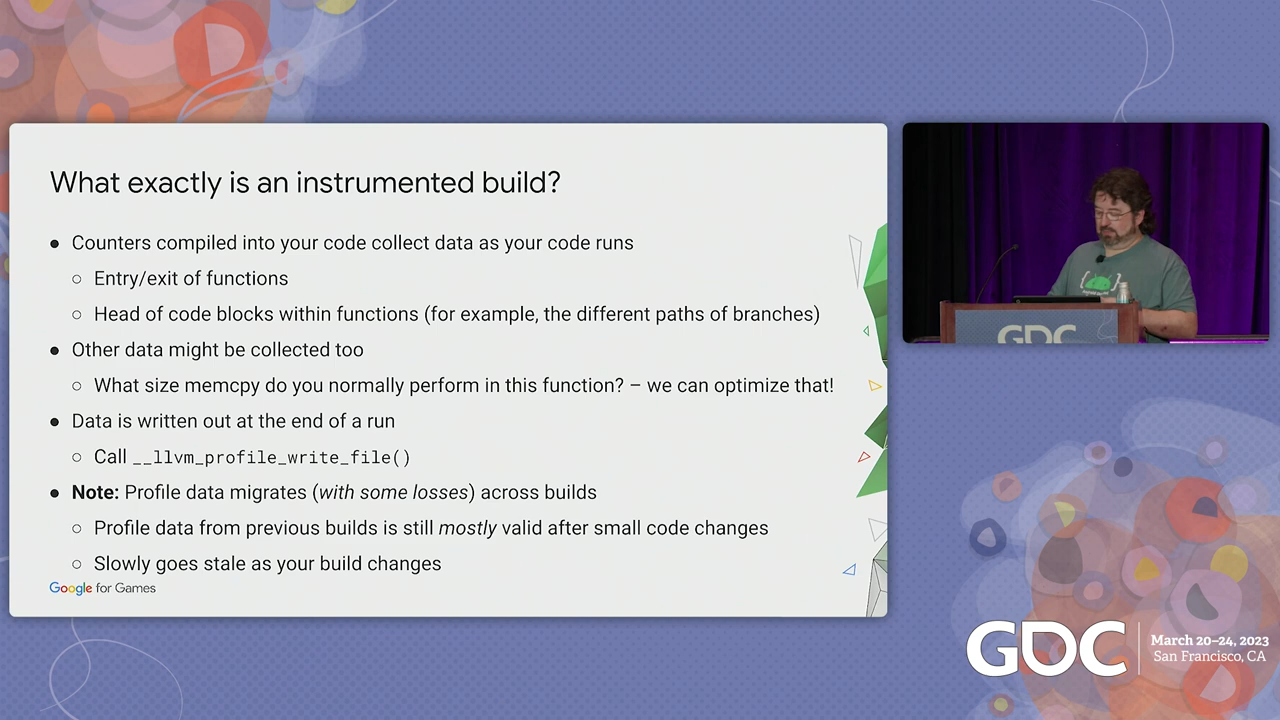 What exactly is an instrumented build?
● Counters compiled into your code collect data as your code runs
○ Entry/exit of functions
○ Head of code blocks within functions (for example, the different paths of branches)
● Other data might be collected too
○ What size memcpy do you normally perform in this function? – we can optimize that!
● Data is written out at the end of a run
○ Call __llvm_profile_write_file()
● Note: Profile data migrates (with some losses) across builds
○ Profile data from previous builds is still mostly valid after small code changes
○ Slowly goes stale as your build changes
Google for Games
GDC
GDC
March 20–24, 2023
San Francisco, CA